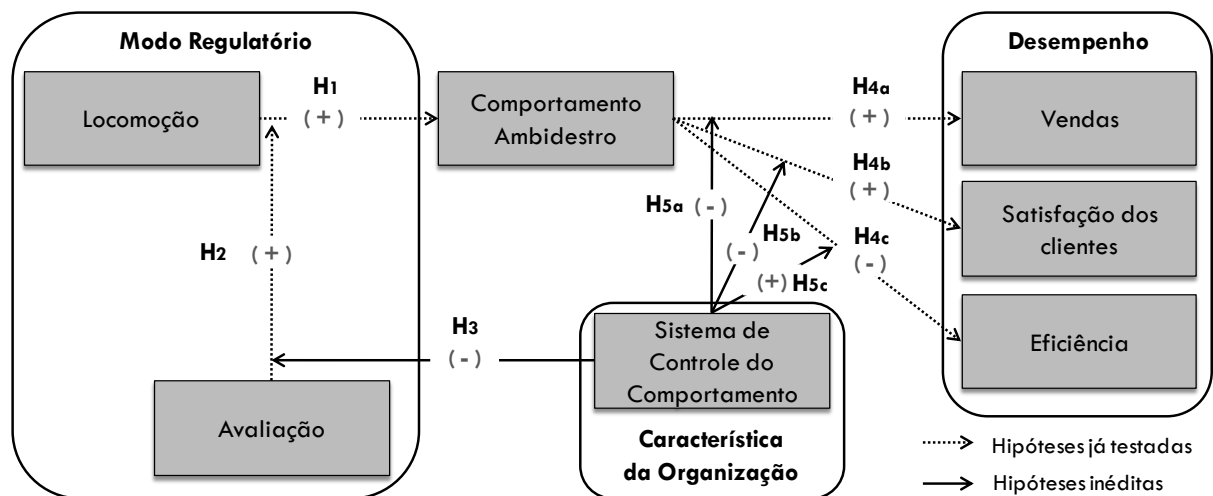 Modo Regulatório
Desempenho
Locomoção
H1
(+)
Comportamento
Ambidestro
H4a
(+)
Vendas
H4b
(+)
H5a (-)
H5b
(-)
H4c
(-)
Satisfação dos
clientes
H2 (+)
(+) H5c
H3
(-)
Sistema de
Controle do
Comportamento
Eficiência
Avaliação
Característica
da Organização
Hipóteses já testadas
Hipóteses inéditas